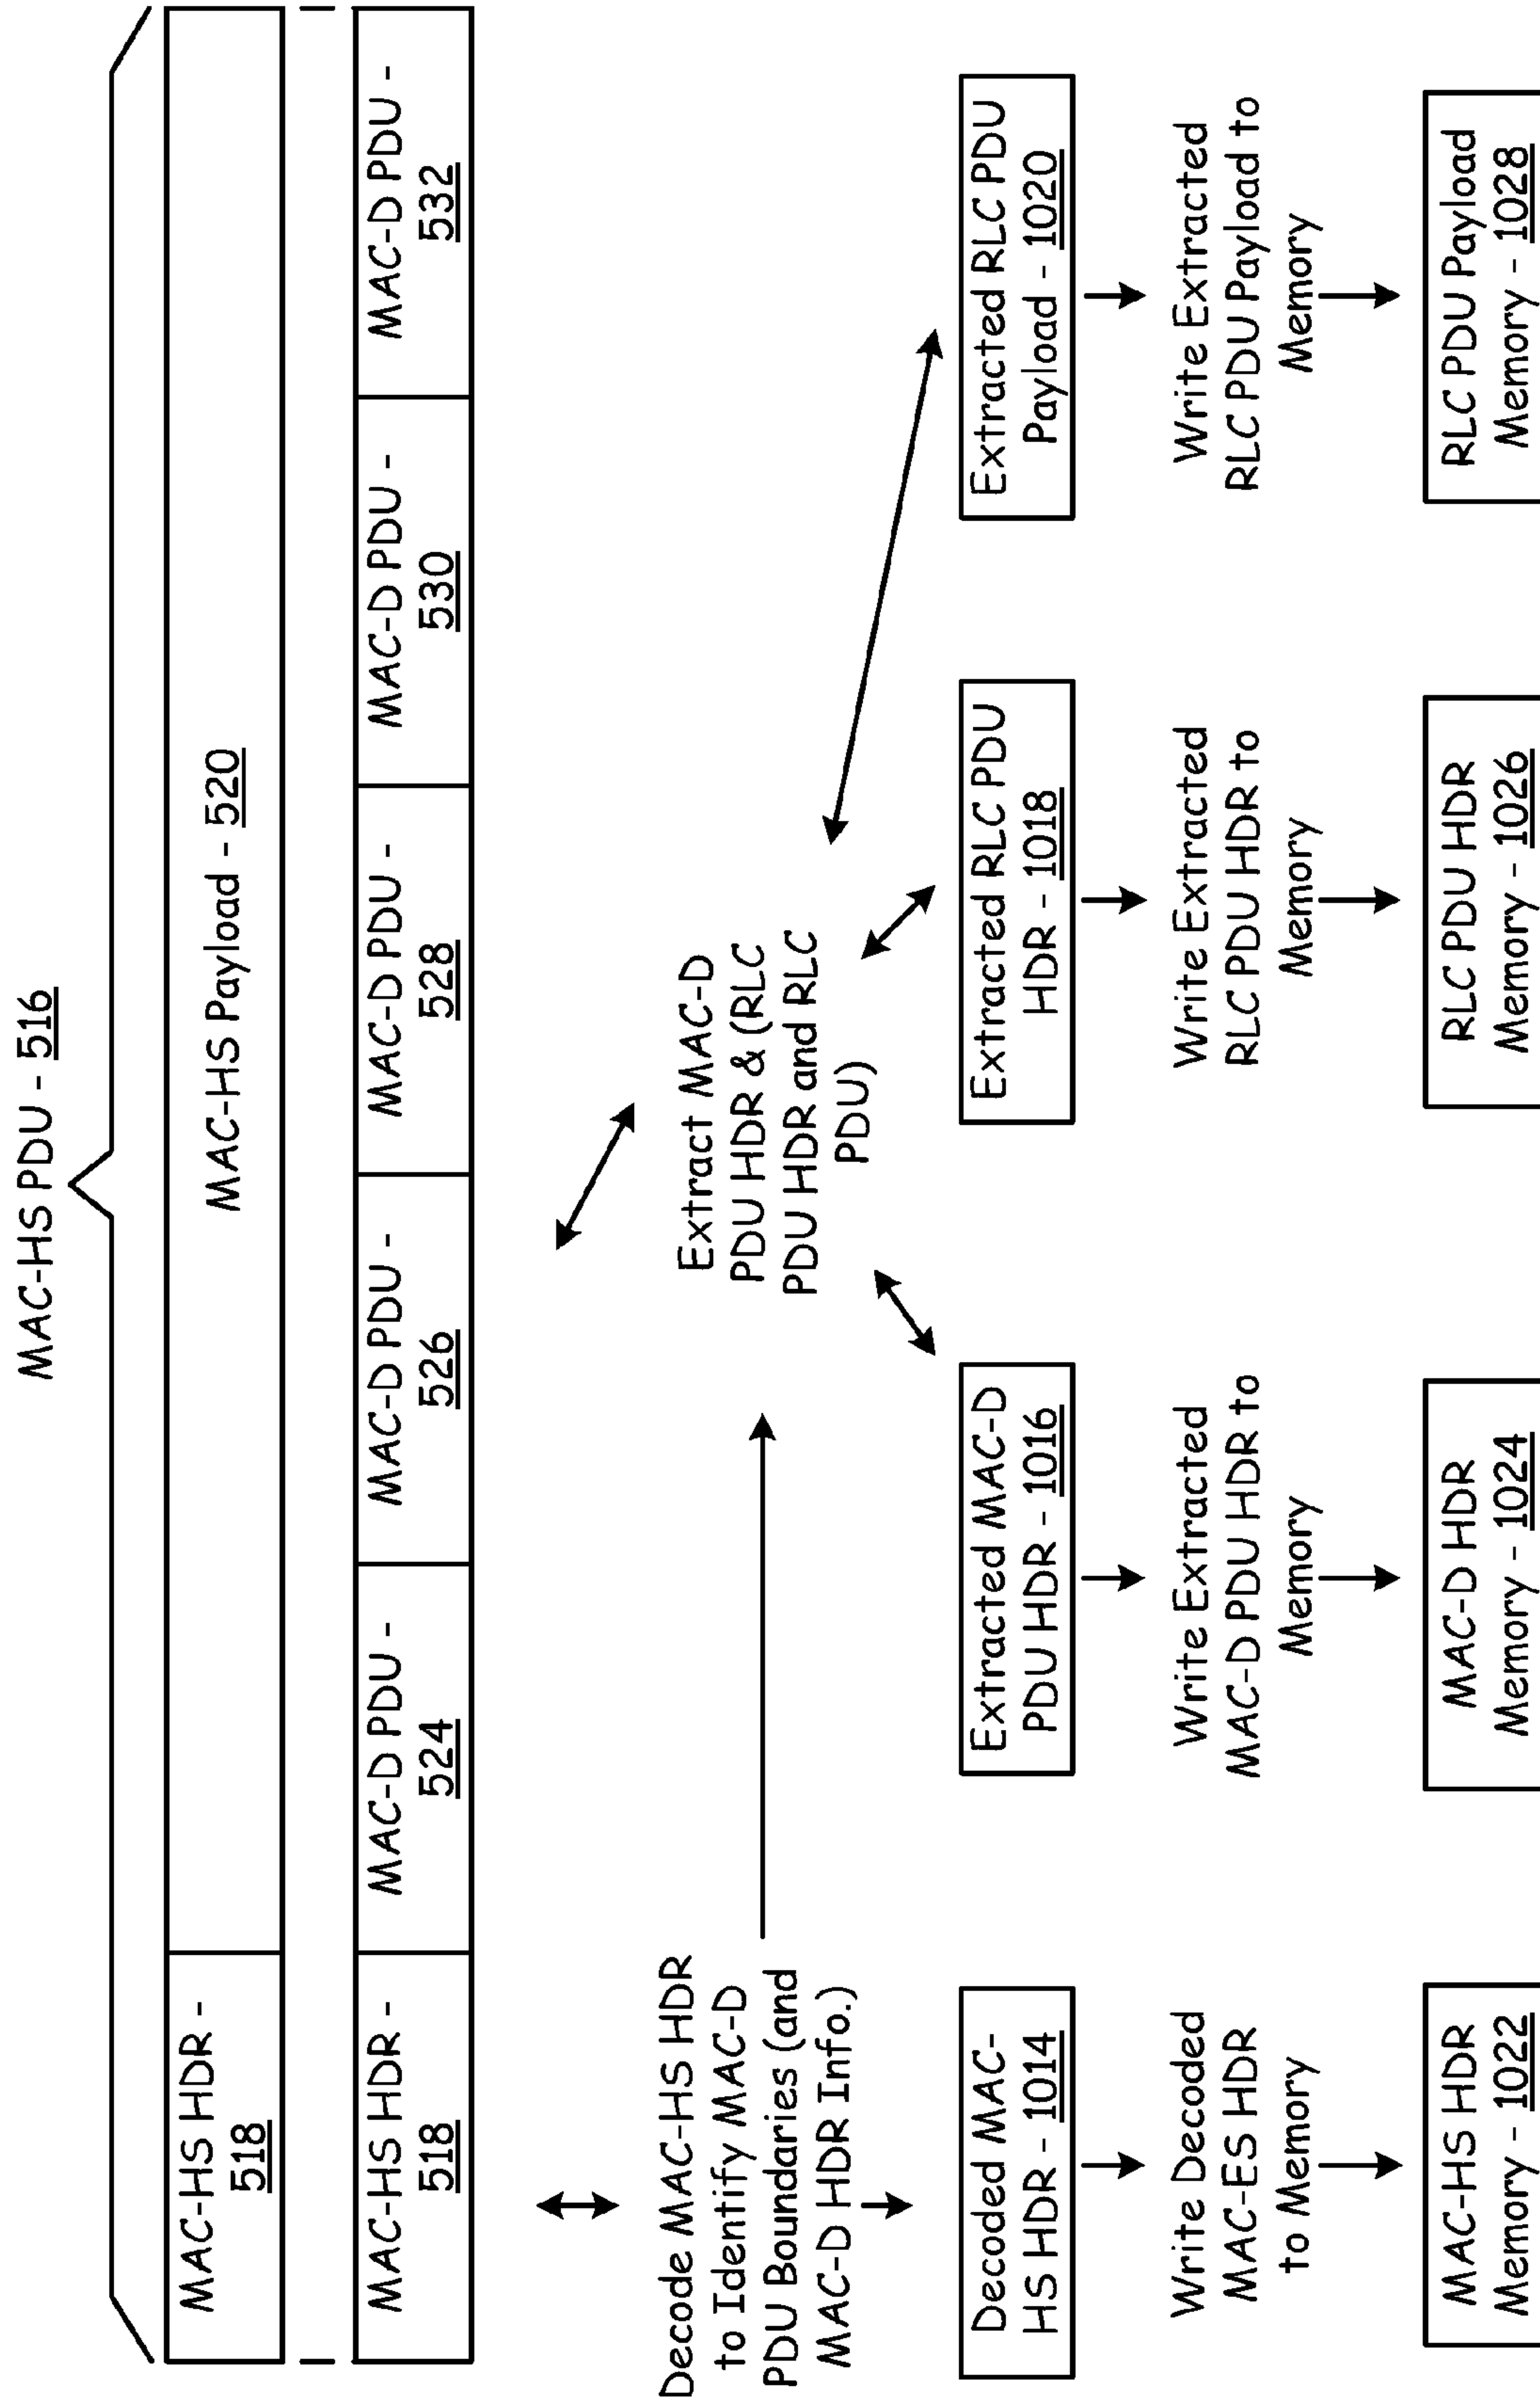 MAC-HS PDU - 516
MAC-HS HDR -
518
MAC-HS Payload - 520
MAC-HS HDR -
518
MAC-D PDU -
524
MAC-D PDU -
526
MAC-D PDU -
528
MAC-D PDU -
530
MAC-D PDU -
532
Decode MAC-HS HDR
to Identify MAC-D
PDU Boundaries (and
MAC-D HDR Info.)
Extract MAC-D
PDU HDR & (RLC
PDU HDR and RLC
PDU)
Decoded MAC-
HS HDR - 1014
Extracted MAC-D
PDU HDR - 1016
Extracted RLC PDU
HDR - 1018
Extracted RLC PDU
Payload - 1020
Write Decoded
MAC-ES HDR
to Memory
Write Extracted
MAC-D PDU HDR to
Memory
Write Extracted
RLC PDU HDR to
Memory
Write Extracted
RLC PDU Payload to
Memory
MAC-HS HDR
Memory - 1022
MAC-D HDR
Memory - 1024
RLC PDU HDR
Memory - 1026
RLC PDU Payload
Memory - 1028